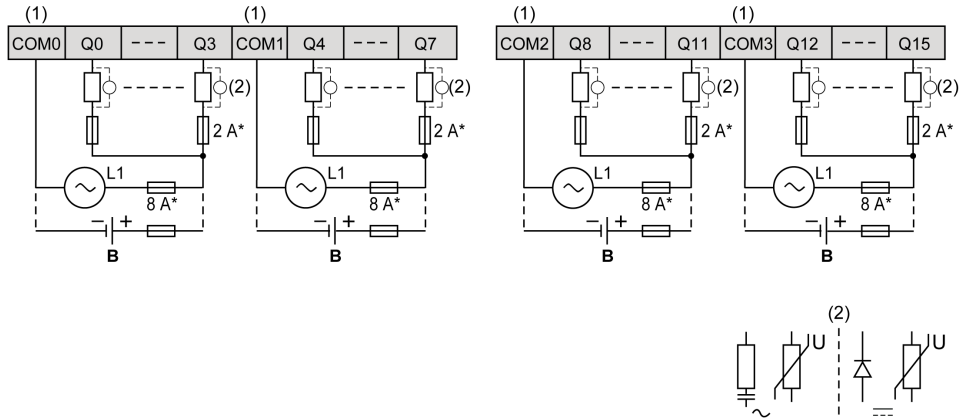 (1) (1) (1) (1)
COM0 Q0 --- Q3 COM1 Q4 --- Q7 COM2 Q8 --- Q11 COM3 Q12 --- Q15
(2) (2) (2) (2)
2 A* 2 A* 2 A* 2 A*
L1 L1 L1 L1
8 A* 8 A* 8 A* 8 A*
− + − + − + − +
B B B B
(2)
U U